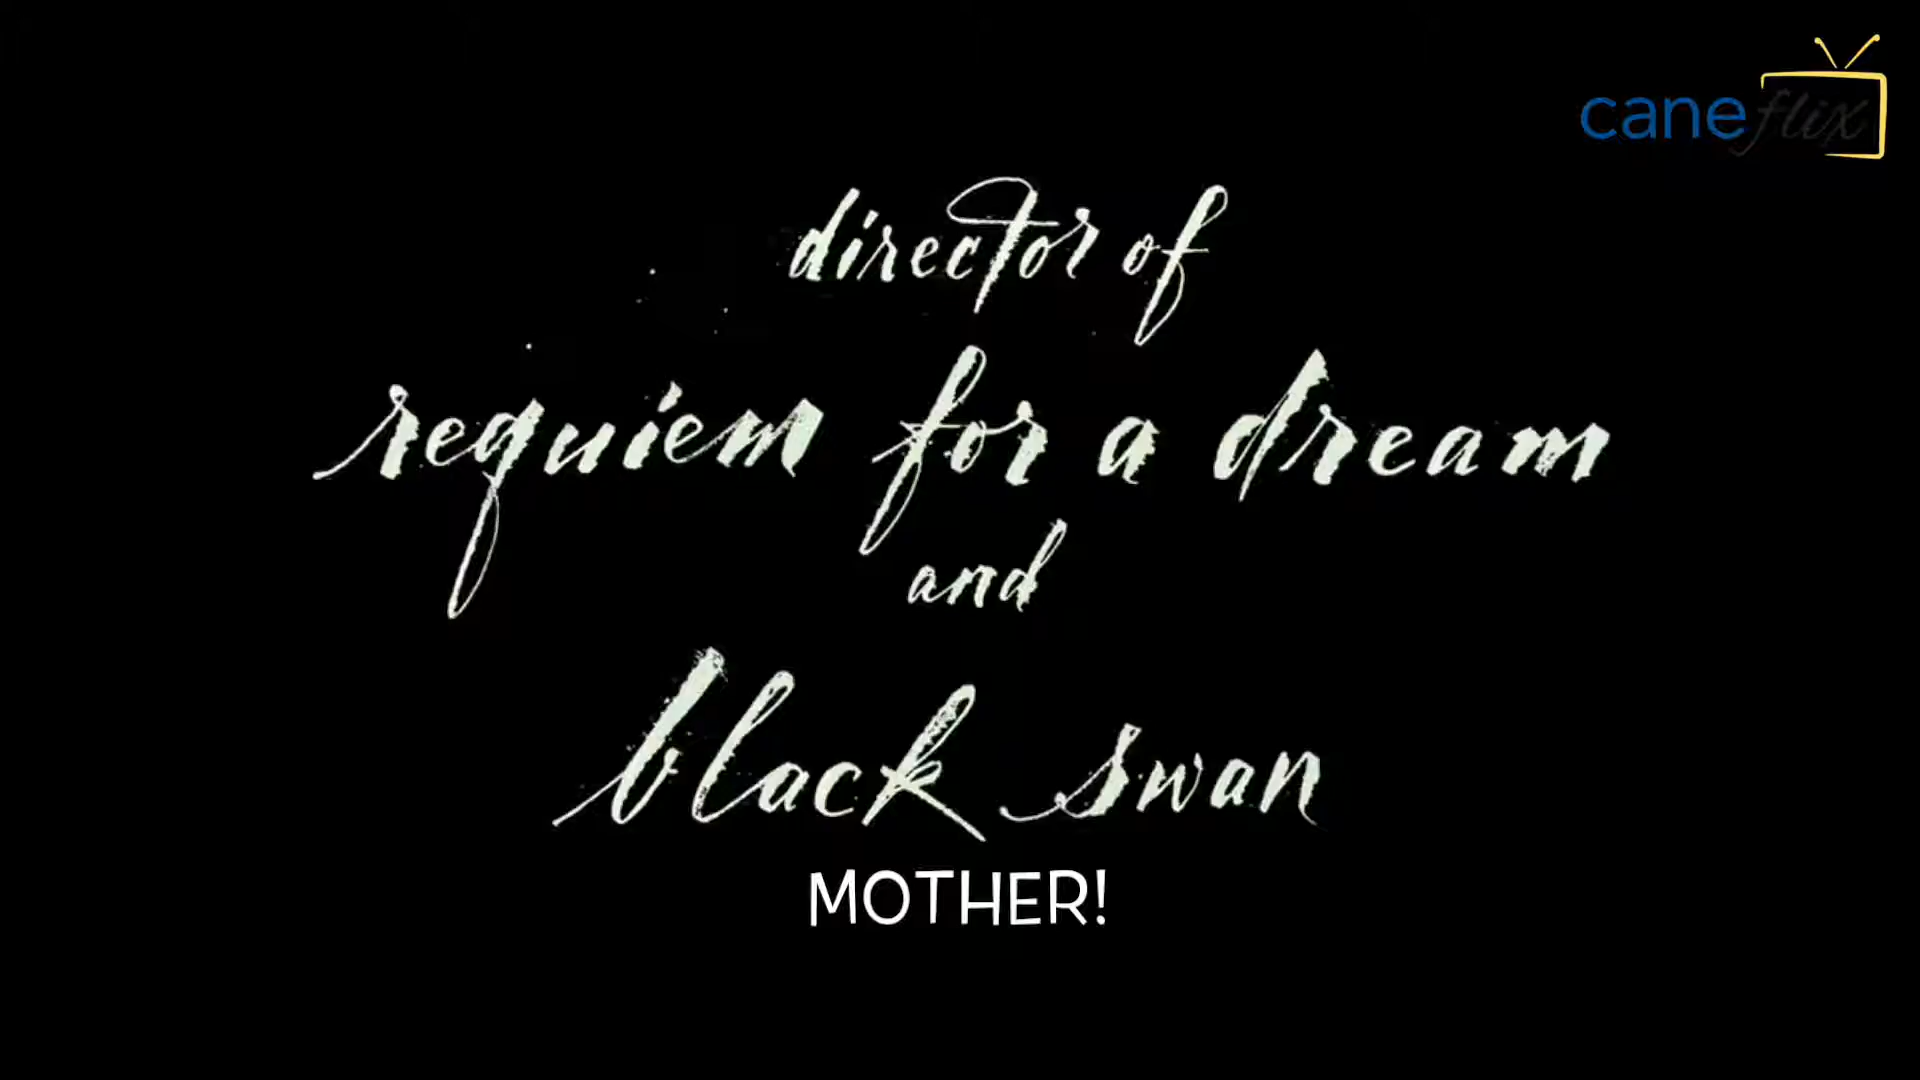 caneflix
director of
requiem for a dream
and
black swan
MOTHER!